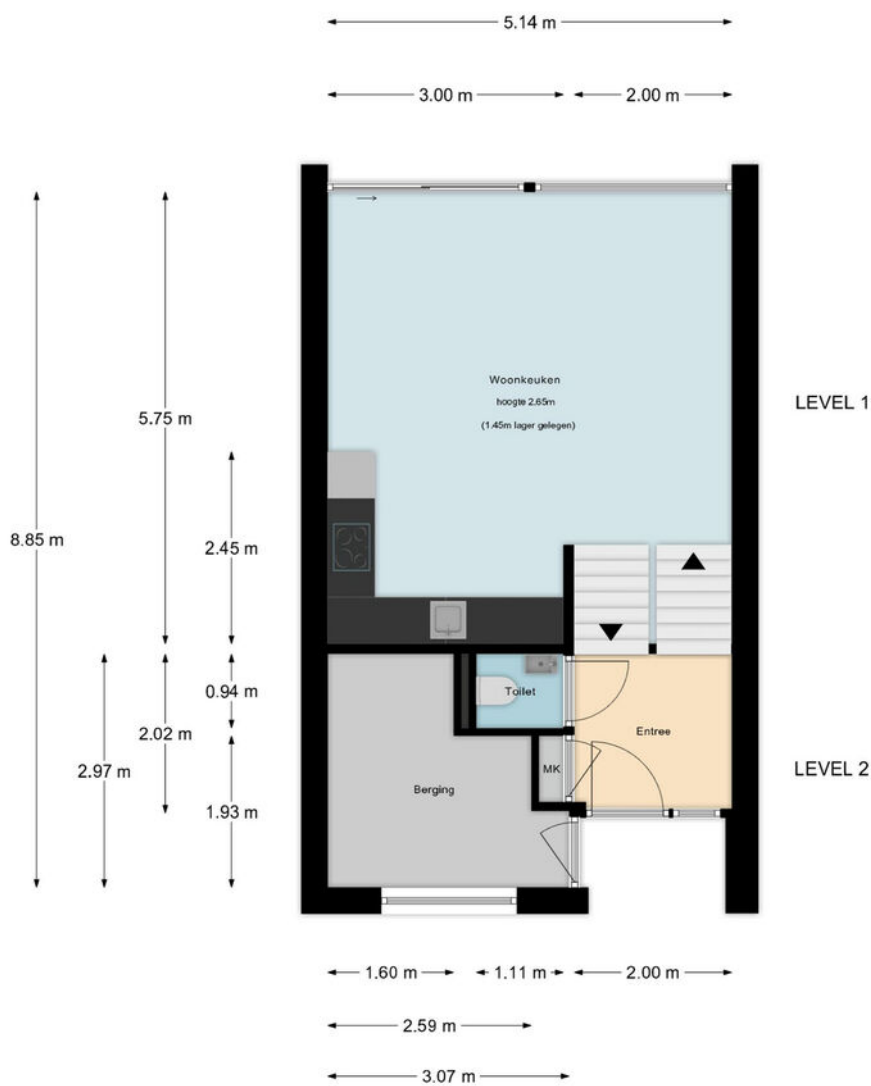 5.14 m
3.00 m
2.00 m
Woonkeuken
hoogte 2.65m
(1.45m lager gelegen)
LEVEL 1
5.75 m
8.85 m
2.45 m
0.94 m
Toilet
2.02 m
Entree
2.97 m
MK
LEVEL 2
Berging
1.93 m
1.60 m
1.11 m
2.00 m
2.59 m
3.07 m